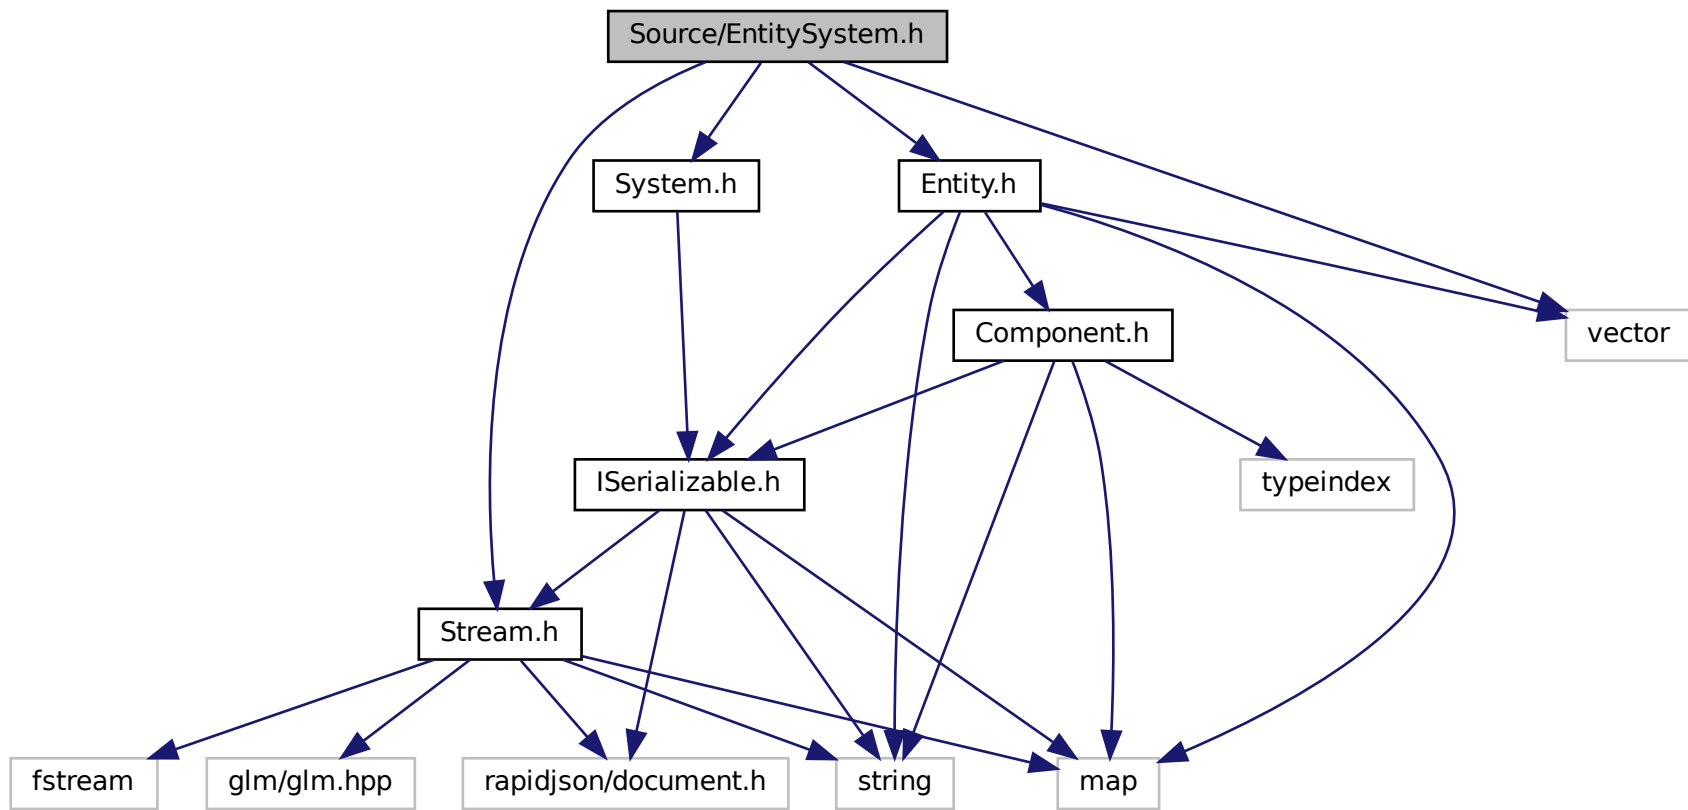 Source/EntitySystem.h
System.h
Entity.h
Component.h
vector
ISerializable.h
typeindex
Stream.h
fstream
glm/glm.hpp
rapidjson/document.h
string
map